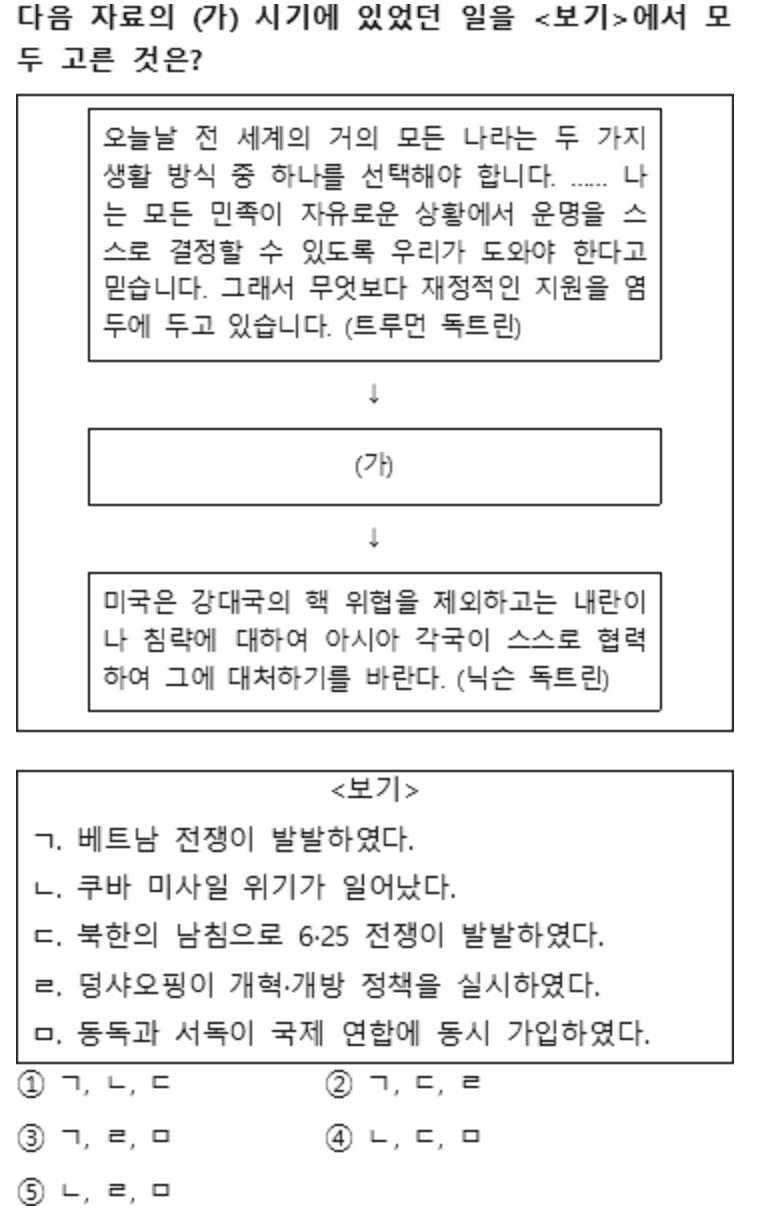 다음 자료의 (가) 시기에 있었던 일을 <보기>에서 모
두 고른 것은?
오늘날 전 세계의 거의 모든 나라는 두 가지
생활 방식 중 하나를 선택해야 합니다. …… 나
는 모든 민족이 자유로운 상황에서 운명을 스
스로 결정할 수 있도록 우리가 도와야 한다고
믿습니다. 그래서 무엇보다 재정적인 지원을 염
두에 두고 있습니다. (트루먼 독트린)
↓
(가)
↓
미국은 강대국의 핵 위협을 제외하고는 내란이
나 침략에 대하여 아시아 각국이 스스로 협력
하여 그에 대처하기를 바란다. (닉슨 독트린)
<보기>
ㄱ. 베트남 전쟁이 발발하였다.
ㄴ. 쿠바 미사일 위기가 일어났다.
ㄷ. 북한의 남침으로 6·25 전쟁이 발발하였다.
ㄹ. 덩샤오핑이 개혁·개방 정책을 실시하였다.
ㅁ. 동독과 서독이 국제 연합에 동시 가입하였다.
① ㄱ, ㄴ, ㄷ ② ㄱ, ㄷ, ㄹ
③ ㄱ, ㄹ, ㅁ ④ ㄴ, ㄷ, ㅁ
⑤ ㄴ, ㄹ, ㅁ